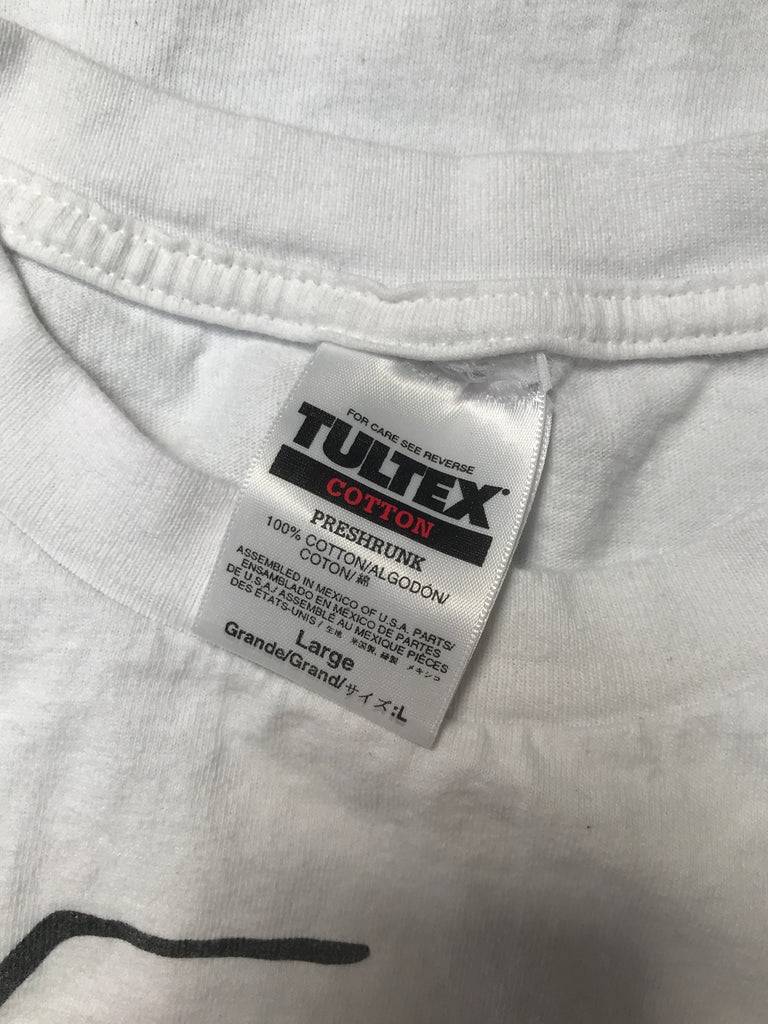 FOR CARE SEE REVERSE
TULTEX
COTTON
PRESHRUNK
100% COTTON/ALGODÓN/
COTON/綿
ASSEMBLED IN MEXICO OF U.S.A. PARTS/
ENSAMBLADO EN MEXICO DE PARTES
DE U.S.A./ASSEMBLÉ AU MEXIQUE PIÈCES
DES ÉTATS-UNIS / 生地 米国製, 縫製 メキシコ
Large
Grande/Grand/サイズ:L